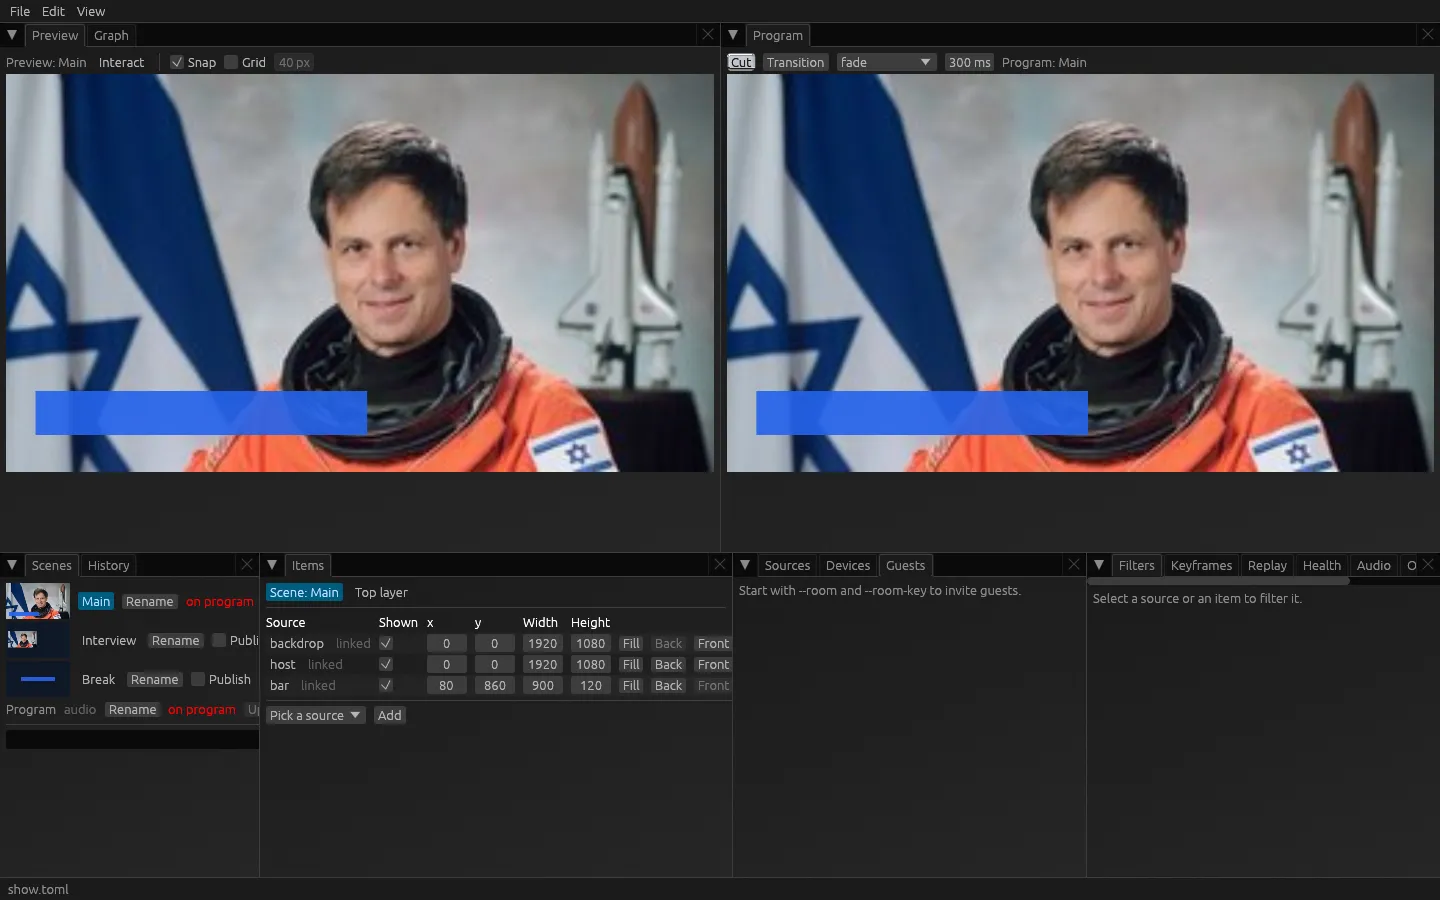 File Edit View
Preview Graph
Program
Preview: Main Interact Snap Grid 40 px
Cut Transition fade 300 ms Program: Main
Scenes History
Main Rename on program
Interview Rename Publi
Break Rename Publish
Program audio Rename on program Up
Items
Scene: Main Top layer
Source Shown x y Width Height
backdrop linked 0 0 1920 1080 Fill Back Front
host linked 0 0 1920 1080 Fill Back Front
bar linked 80 860 900 120 Fill Back Front
Pick a source Add
Sources Devices Guests
Start with --room and --room-key to invite guests.
Filters Keyframes Replay Health Audio O
Select a source or an item to filter it.
show.toml